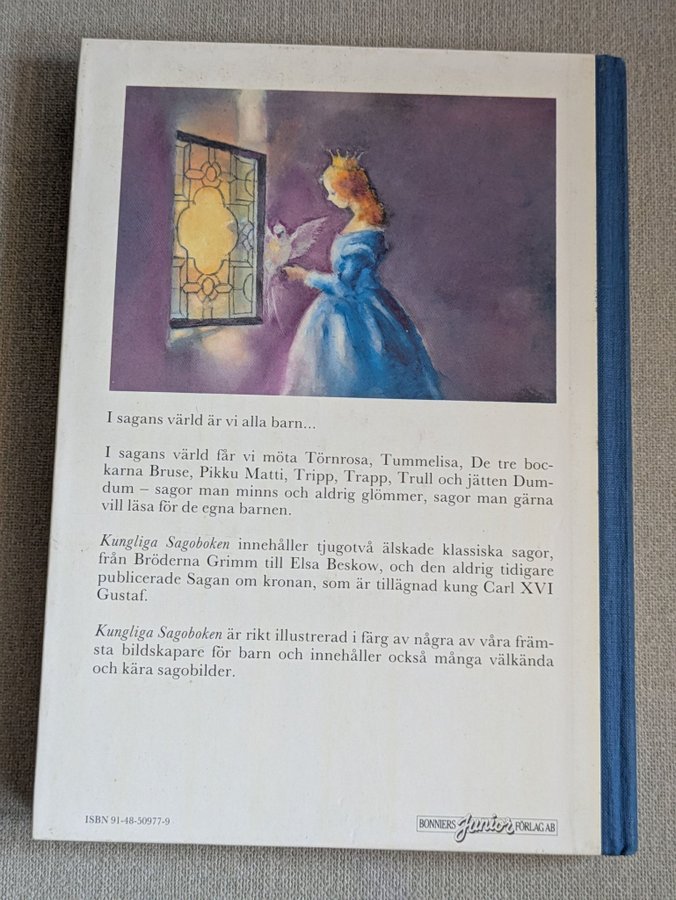 I sagans värld är vi alla barn...
I sagans värld får vi möta Törnrosa, Tummelisa, De tre boc-
karna Bruse, Pikku Matti, Tripp, Trapp, Trull och jätten Dum-
dum – sagor man minns och aldrig glömmer, sagor man gärna
vill läsa för de egna barnen.
Kungliga Sagoboken innehåller tjugotvå älskade klassiska sagor,
från Bröderna Grimm till Elsa Beskow, och den aldrig tidigare
publicerade Sagan om kronan, som är tillägnad kung Carl XVI
Gustaf.
Kungliga Sagoboken är rikt illustrerad i färg av några av våra främ-
sta bildskapare för barn och innehåller också många välkända
och kära sagobilder.
ISBN 91-48-50977-9
BONNIERS Junior FÖRLAG AB